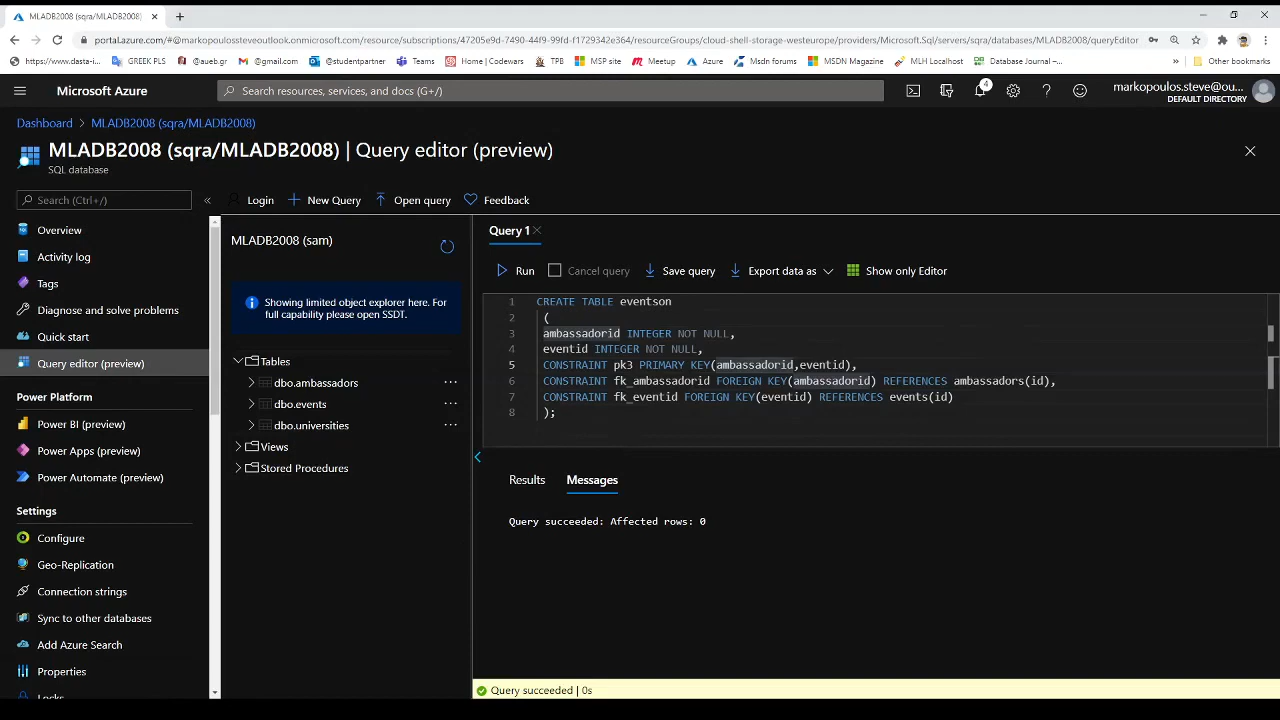 MLADB2008 (sqra/MLADB2008)
portal.azure.com/#@markopoulossteveoutlook.onmicrosoft.com/resource/subscriptions/47205e9d-7490-44f9-99fd-f1729342e364/resourceGroups/cloud-shell-storage-westeurope/providers/Microsoft.Sql/servers/sqra/databases/MLADB2008/queryEditor
https://www.dasta-i... GREEK PLS @aueb.gr @gmail.com @studentpartner Teams Home | Codewars TPB MSP site Meetup Azure Msdn forums MSDN Magazine MLH Localhost Database Journal –... » Other bookmarks
Microsoft Azure
Search resources, services, and docs (G+/)
4
markopoulos.steve@ou...
DEFAULT DIRECTORY
Dashboard > MLADB2008 (sqra/MLADB2008)
MLADB2008 (sqra/MLADB2008) | Query editor (preview)
SQL database
Search (Ctrl+/)
«
Overview
Activity log
Tags
Diagnose and solve problems
Quick start
Query editor (preview)
Power Platform
Power BI (preview)
Power Apps (preview)
Power Automate (preview)
Settings
Configure
Geo-Replication
Connection strings
Sync to other databases
Add Azure Search
Properties
Locks
Login New Query Open query Feedback
MLADB2008 (sam)
Showing limited object explorer here. For
full capability please open SSDT.
Tables
dbo.ambassadors ...
dbo.events ...
dbo.universities ...
Views
Stored Procedures
Query 1
Run Cancel query Save query Export data as Show only Editor
1 CREATE TABLE eventson
2 (
3 ambassadorid INTEGER NOT NULL,
4 eventid INTEGER NOT NULL,
5 CONSTRAINT pk3 PRIMARY KEY(ambassadorid,eventid),
6 CONSTRAINT fk_ambassadorid FOREIGN KEY(ambassadorid) REFERENCES ambassadors(id),
7 CONSTRAINT fk_eventid FOREIGN KEY(eventid) REFERENCES events(id)
8 );
Results Messages
Query succeeded: Affected rows: 0
Query succeeded | 0s